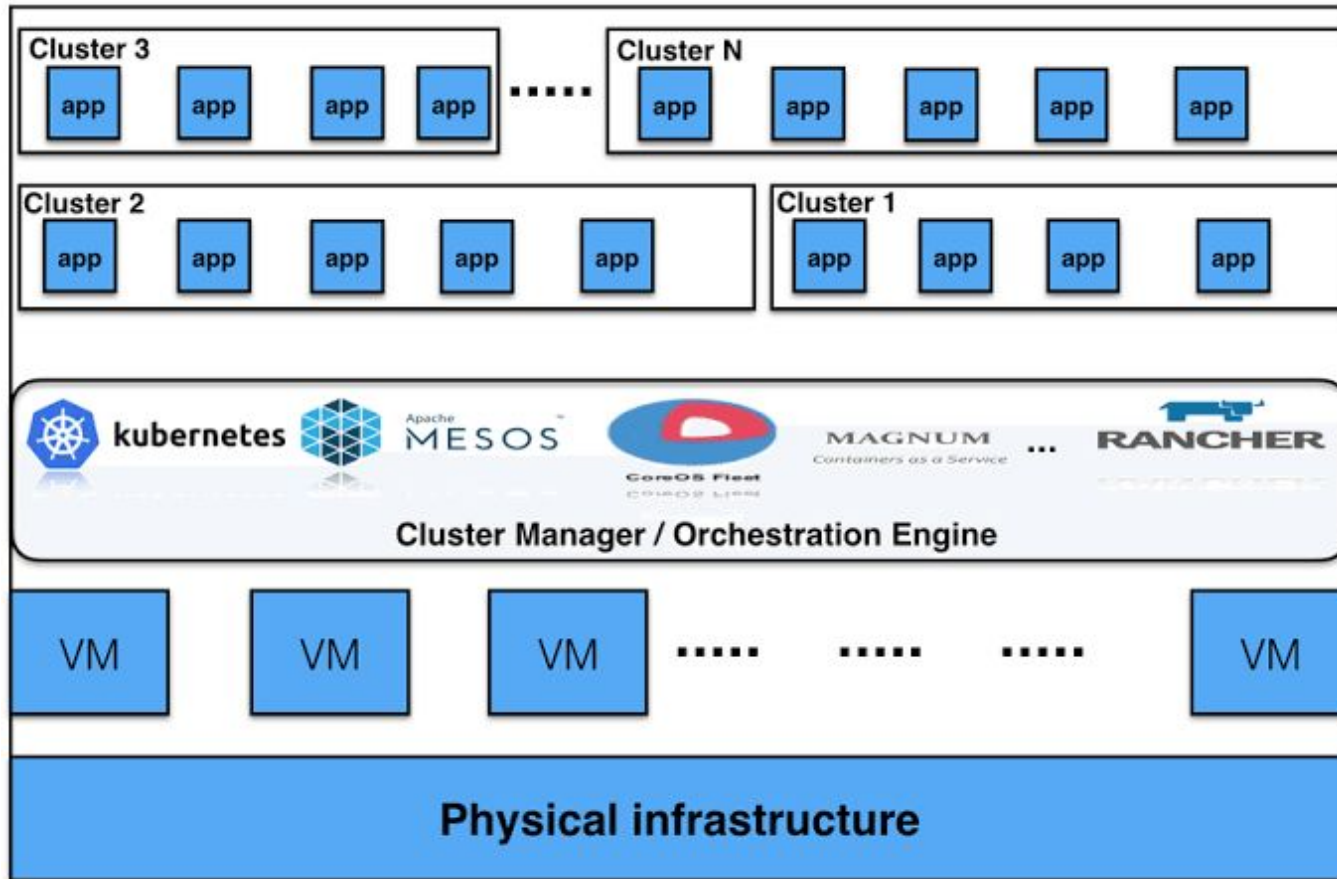 Cluster 3
app app app app
.....
Cluster N
app app app app app
Cluster 2
app app app app app
Cluster 1
app app app app
kubernetes
Apache
MESOS™
CoreOS Fleet
MAGNUM
Containers as a Service
...
RANCHER
Cluster Manager / Orchestration Engine
VM VM VM ..... ..... ..... VM
Physical infrastructure